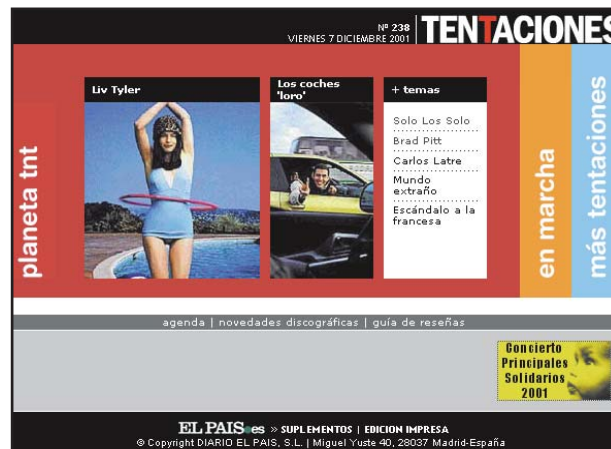 Nº 238
VIERNES 7 DICIEMBRE 2001
TENTACIONES
planeta tnt
Liv Tyler
Los coches
'loro'
+ temas
Solo Los Solo
Brad Pitt
Carlos Latre
Mundo
extraño
Escándalo a la
francesa
en marcha
más tentaciones
agenda | novedades discográficas | guía de reseñas
Concierto
Principales
Solidarios
2001
EL PAIS es » SUPLEMENTOS | EDICION IMPRESA
© Copyright DIARIO EL PAIS, S.L. | Miguel Yuste 40, 28037 Madrid-España